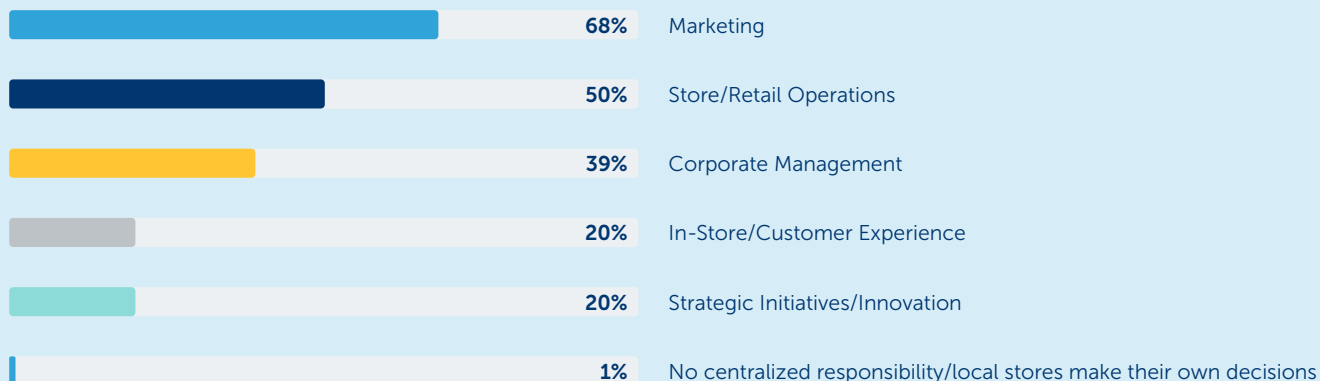 68% Marketing
50% Store/Retail Operations
39% Corporate Management
20% In-Store/Customer Experience
20% Strategic Initiatives/Innovation
1% No centralized responsibility/local stores make their own decisions